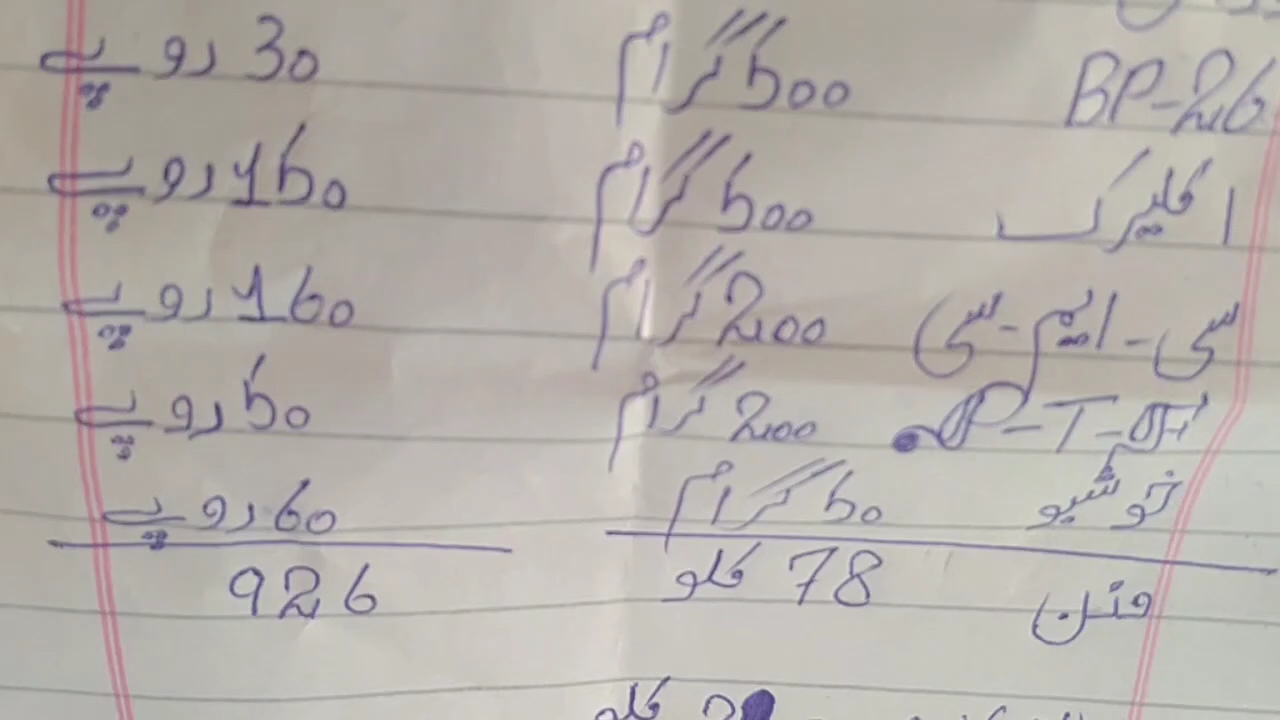 BP-26 500 گرام 30 روپے
اکلیرک 500 گرام 150 روپے
سی-ایم-سی 200 گرام 160 روپے
P-T-F 200 گرام 50 روپے
خوشبو 50 گرام 60 روپے
78 کلو 926
کلو